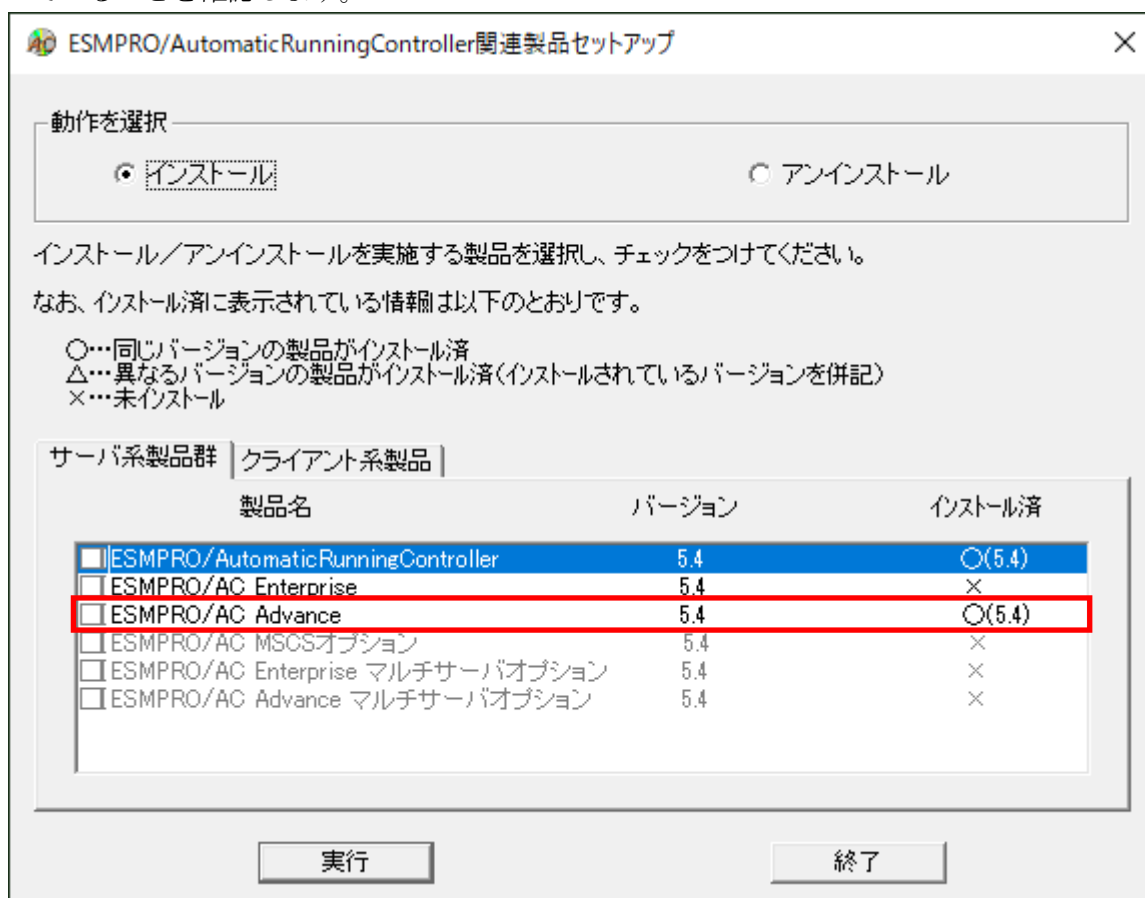 ESMPRO/AutomaticRunningController関連製品セットアップ
動作を選択
インストール
アンインストール
インストール／アンインストールを実施する製品を選択し、チェックをつけてください。
なお、インストール済に表示されている情報は以下のとおりです。
○…同じバージョンの製品がインストール済
△…異なるバージョンの製品がインストール済(インストールされているバージョンを併記)
×…未インストール
サーバ系製品群 クライアント系製品
製品名 バージョン インストール済
ESMPRO/AutomaticRunningController 5.4 ○(5.4)
ESMPRO/AC Enterprise 5.4 ×
ESMPRO/AC Advance 5.4 ○(5.4)
ESMPRO/AC MSCSオプション 5.4 ×
ESMPRO/AC Enterprise マルチサーバオプション 5.4 ×
ESMPRO/AC Advance マルチサーバオプション 5.4 ×
実行 終了